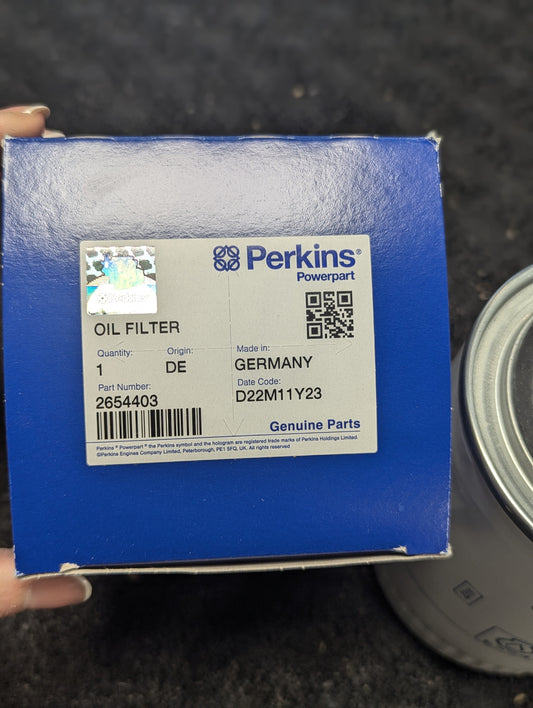 Perkins®
Powerpart
OIL FILTER
Quantity: Origin: Made in:
1 DE GERMANY
Part Number: Date Code:
2654403 D22M11Y23
Genuine Parts
Perkins® Powerpart® the Perkins symbol and the hologram are registered trade marks of Perkins Holdings Limited.
©Perkins Engines Company Limited, Peterborough, PE1 5FQ, UK. All rights reserved